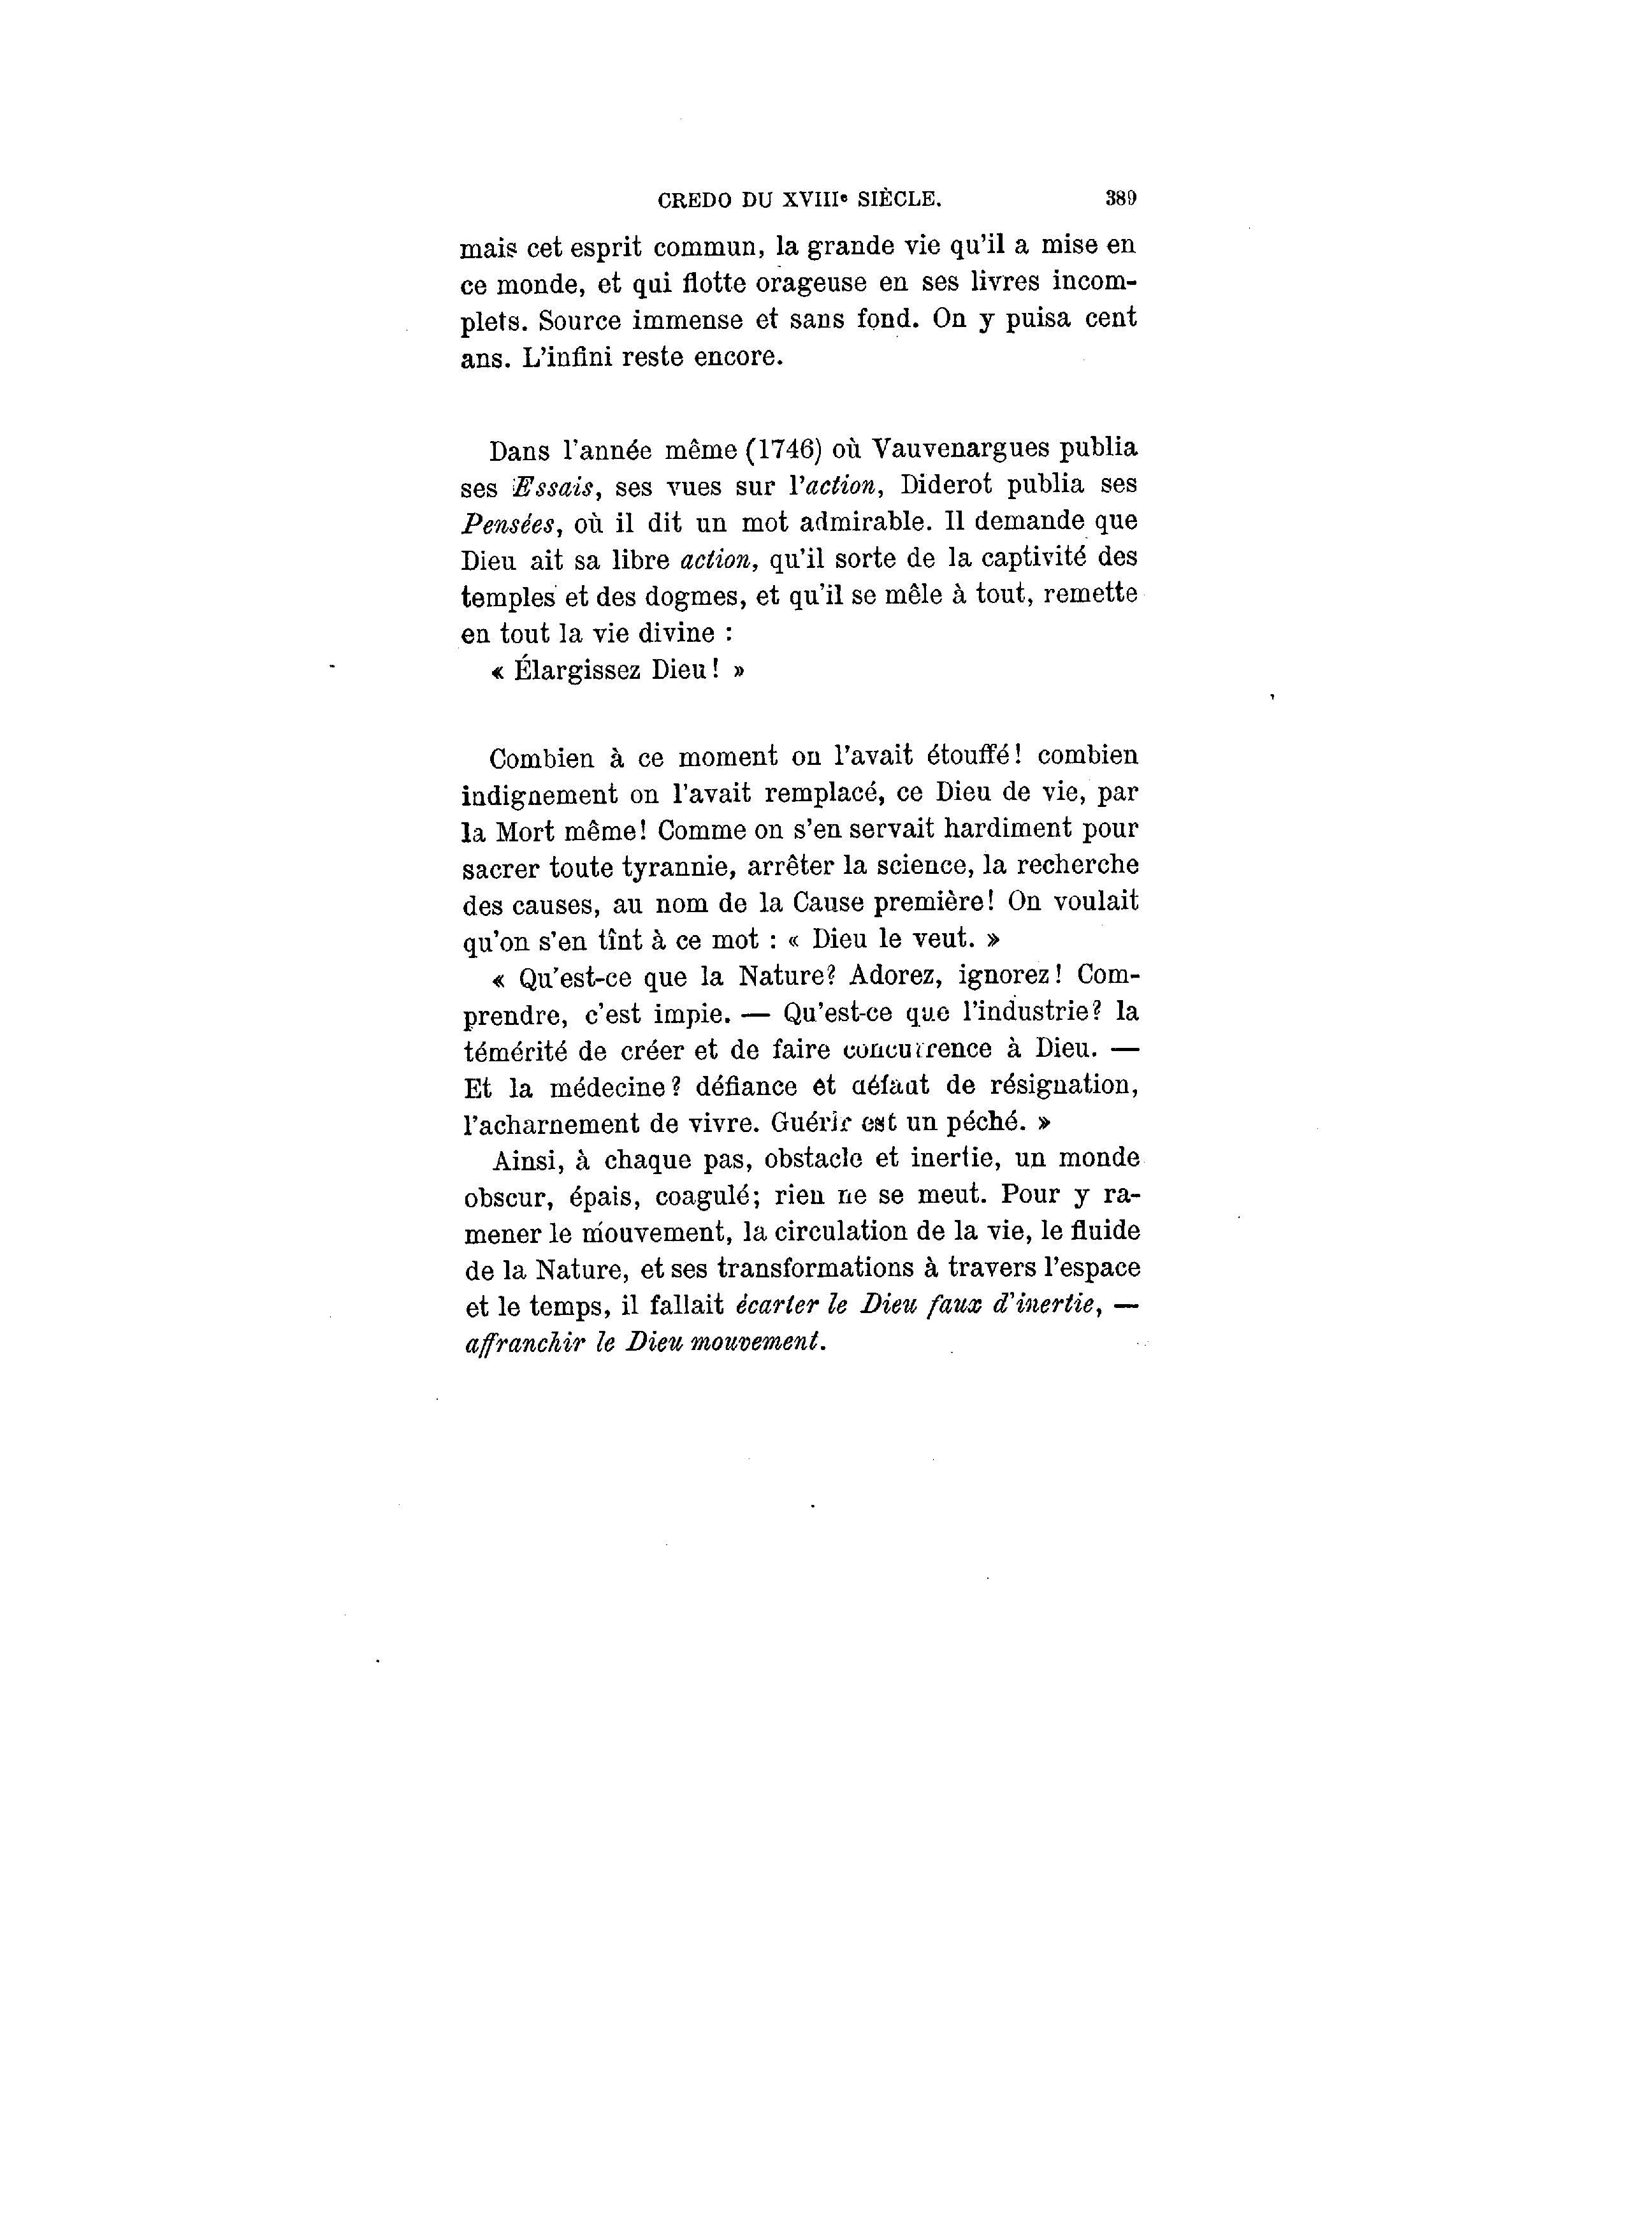 CREDO DU XVIIIe SIÈCLE. 389
mais cet esprit commun, la grande vie qu'il a mise en
ce monde, et qui flotte orageuse en ses livres incom-
plets. Source immense et sans fond. On y puisa cent
ans. L'infini reste encore.
Dans l'année même (1746) où Vauvenargues publia
ses Essais, ses vues sur l'action, Diderot publia ses
Pensées, où il dit un mot admirable. Il demande que
Dieu ait sa libre action, qu'il sorte de la captivité des
temples et des dogmes, et qu'il se mêle à tout, remette
en tout la vie divine :
« Élargissez Dieu! »
Combien à ce moment on l'avait étouffé! combien
indignement on l'avait remplacé, ce Dieu de vie, par
la Mort même! Comme on s'en servait hardiment pour
sacrer toute tyrannie, arrêter la science, la recherche
des causes, au nom de la Cause première! On voulait
qu'on s'en tînt à ce mot : « Dieu le veut. »
« Qu'est-ce que la Nature? Adorez, ignorez! Com-
prendre, c'est impie. — Qu'est-ce que l'industrie? la
témérité de créer et de faire concurrence à Dieu. —
Et la médecine? défiance et défaut de résignation,
l'acharnement de vivre. Guérir est un péché. »
Ainsi, à chaque pas, obstacle et inertie, un monde
obscur, épais, coagulé; rien ne se meut. Pour y ra-
mener le mouvement, la circulation de la vie, le fluide
de la Nature, et ses transformations à travers l'espace
et le temps, il fallait écarter le Dieu faux d'inertie, —
affranchir le Dieu mouvement.